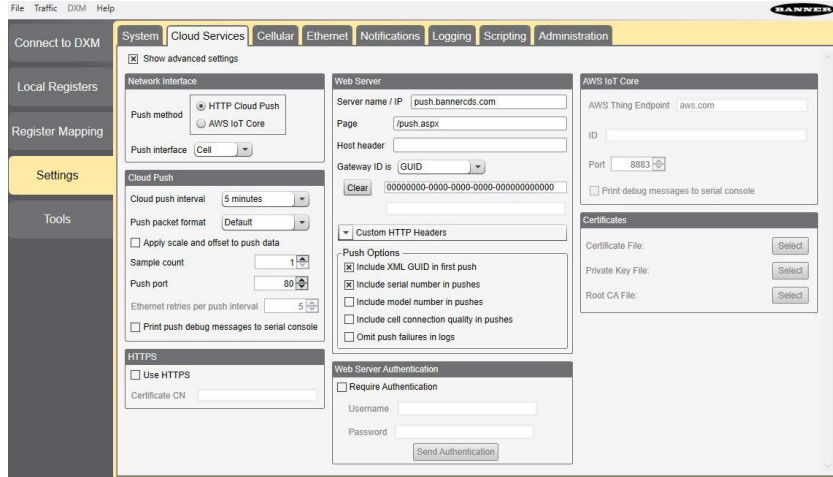 File Traffic DXM Help
BANNER
Connect to DXM
Local Registers
Register Mapping
Settings
Tools
System Cloud Services Cellular Ethernet Notifications Logging Scripting Administration
Show advanced settings
Network Interface
Push method
HTTP Cloud Push
AWS IoT Core
Push interface Cell
Cloud Push
Cloud push interval 5 minutes
Push packet format Default
Apply scale and offset to push data
Sample count 1
Push port 80
Ethernet retries per push interval 5
Print push debug messages to serial console
HTTPS
Use HTTPS
Certificate CN
Web Server
Server name / IP push.bannercds.com
Page /push.aspx
Host header
Gateway ID is GUID
Clear 00000000-0000-0000-0000-000000000000
Custom HTTP Headers
Push Options
Include XML GUID in first push
Include serial number in pushes
Include model number in pushes
Include cell connection quality in pushes
Omit push failures in logs
Web Server Authentication
Require Authentication
Username
Password
Send Authentication
AWS IoT Core
AWS Thing Endpoint aws.com
ID
Port 8883
Print debug messages to serial console
Certificates
Certificate File: Select
Private Key File: Select
Root CA File: Select